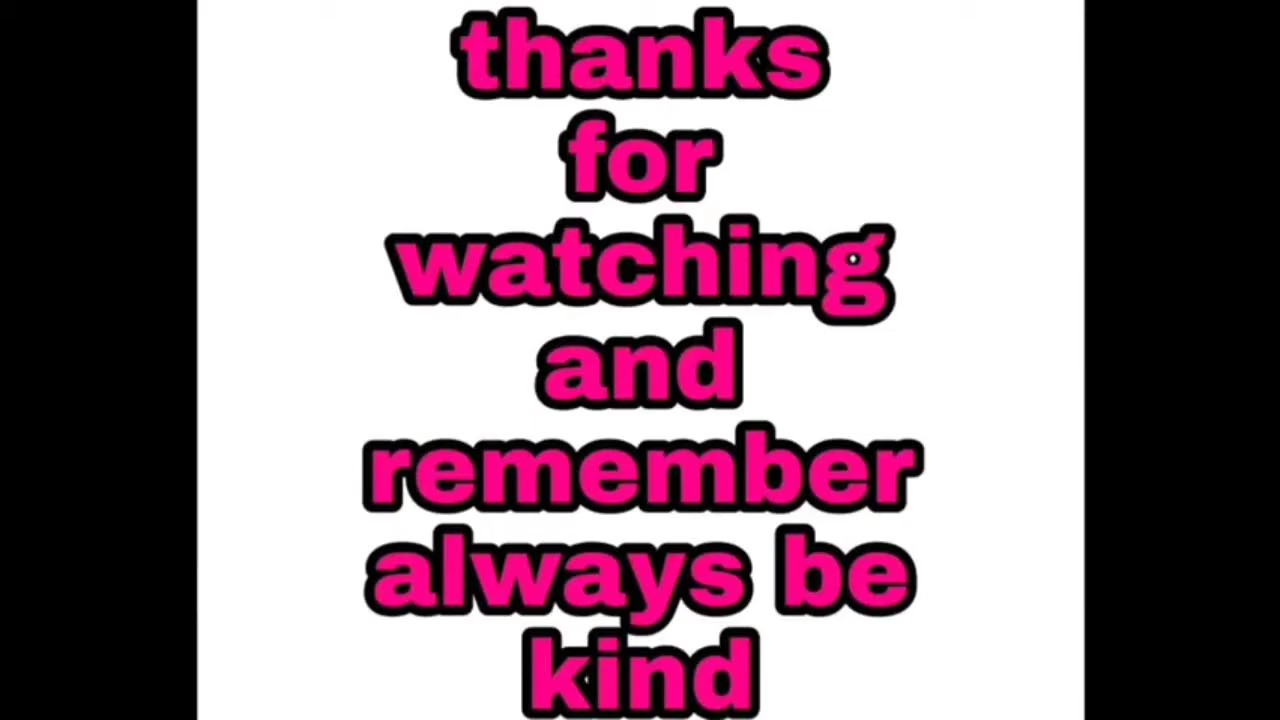 thanks
for
watching
and
remember
always be
kind